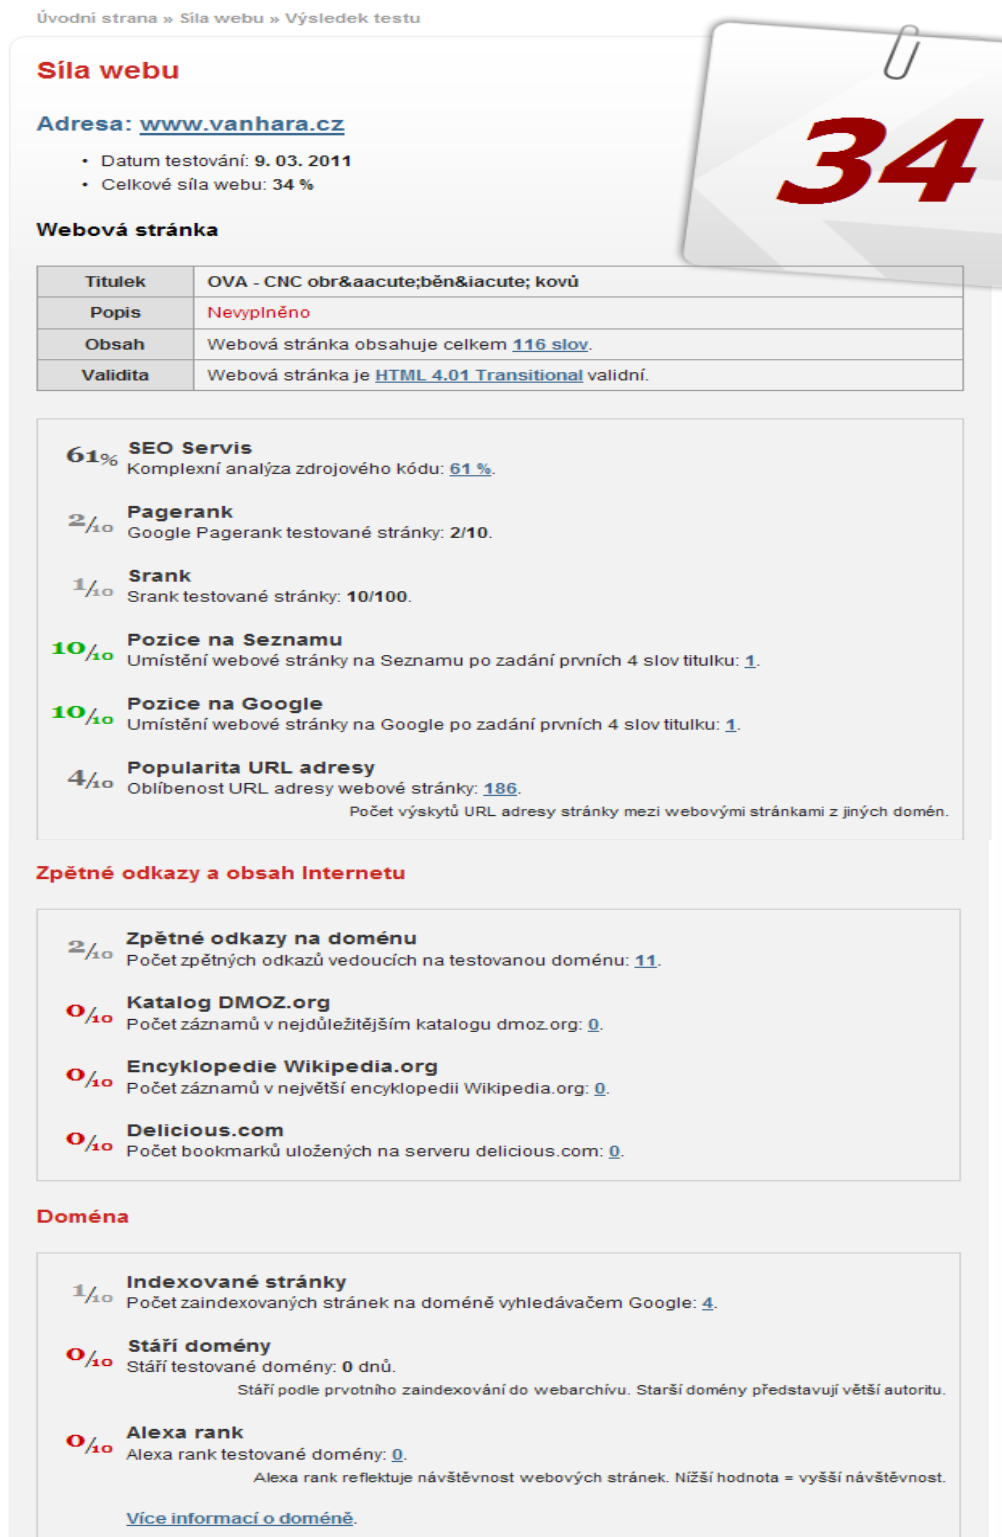 Úvodní strana » Síla webu » Výsledek testu
Síla webu
34
Adresa: www.vanhara.cz
• Datum testování: 9. 03. 2011
• Celkové síla webu: 34 %
Webová stránka
Titulek OVA - CNC obr&aacute;běn&iacute; kovů
Popis Nevyplněno
Obsah Webová stránka obsahuje celkem 116 slov.
Validita Webová stránka je HTML 4.01 Transitional validní.
61% SEO Servis
Komplexní analýza zdrojového kódu: 61 %.
2/10 Pagerank
Google Pagerank testované stránky: 2/10.
1/10 Srank
Srank testované stránky: 10/100.
10/10 Pozice na Seznamu
Umístění webové stránky na Seznamu po zadání prvních 4 slov titulku: 1.
10/10 Pozice na Google
Umístění webové stránky na Google po zadání prvních 4 slov titulku: 1.
4/10 Popularita URL adresy
Oblíbenost URL adresy webové stránky: 186.
Počet výskytů URL adresy stránky mezi webovými stránkami z jiných domén.
Zpětné odkazy a obsah Internetu
2/10 Zpětné odkazy na doménu
Počet zpětných odkazů vedoucích na testovanou doménu: 11.
0/10 Katalog DMOZ.org
Počet záznamů v nejdůležitějším katalogu dmoz.org: 0.
0/10 Encyklopedie Wikipedia.org
Počet záznamů v největší encyklopedii Wikipedia.org: 0.
0/10 Delicious.com
Počet bookmarků uložených na serveru delicious.com: 0.
Doména
1/10 Indexované stránky
Počet zaindexovaných stránek na doméně vyhledávačem Google: 4.
0/10 Stáří domény
Stáří testované domény: 0 dnů.
Stáří podle prvotního zaindexování do webarchívu. Starší domény představují větší autoritu.
0/10 Alexa rank
Alexa rank testované domény: 0.
Alexa rank reflektuje návštěvnost webových stránek. Nižší hodnota = vyšší návštěvnost.
Více informací o doméně.